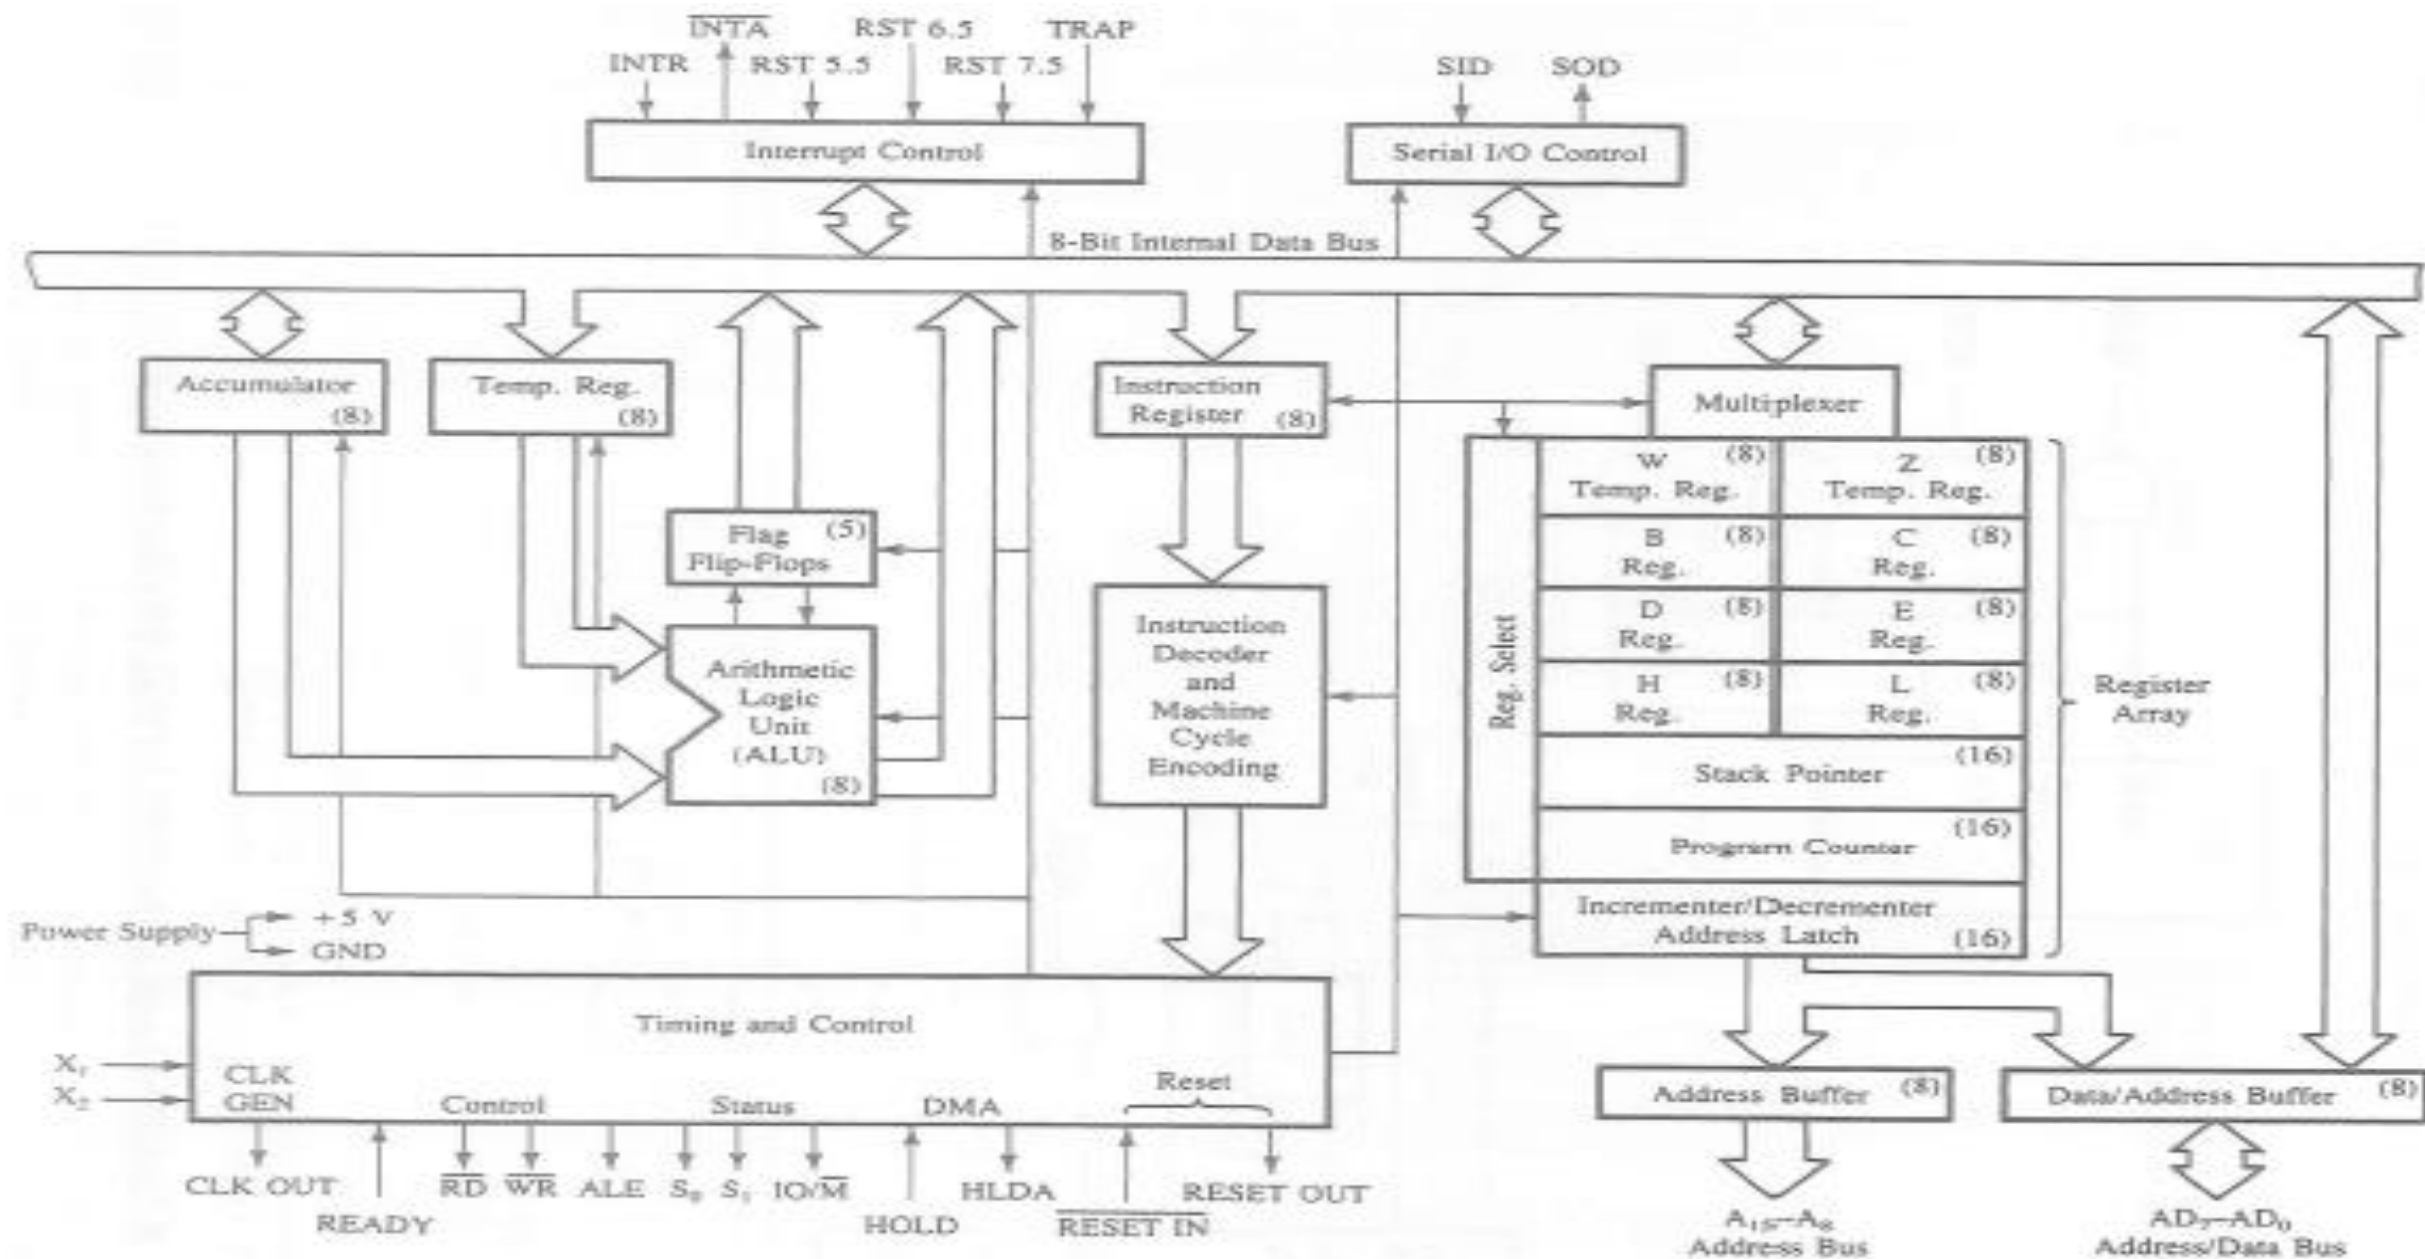 INTA
RST 6.5
TRAP
INTR
RST 5.5
RST 7.5
SID
SOD
Interrupt Control
Serial I/O Control
8-Bit Internal Data Bus
Accumulator
(8)
Temp. Reg.
(8)
Instruction
Register
(8)
Multiplexer
Flag
(5)
Flip-Flops
Arithmetic
Logic
Unit
(ALU)
(8)
Instruction
Decoder
and
Machine
Cycle
Encoding
Reg. Select
W
(8)
Temp. Reg.
Z
(8)
Temp. Reg.
B
(8)
Reg.
C
(8)
Reg.
D
(8)
Reg.
E
(8)
Reg.
H
(8)
Reg.
L
(8)
Reg.
Stack Pointer
(16)
Program Counter
(16)
Incrementer/Decrementer
Address Latch
(16)
Register
Array
Power Supply
+5 V
GND
Timing and Control
X₁
X₂
CLK
GEN
Control
Status
DMA
Reset
CLK OUT
READY
RD
WR
ALE
S₀
S₁
IO/M
HOLD
HLDA
RESET IN
RESET OUT
Address Buffer
(8)
Data/Address Buffer
(8)
A₁₅–A₈
Address Bus
AD₇–AD₀
Address/Data Bus